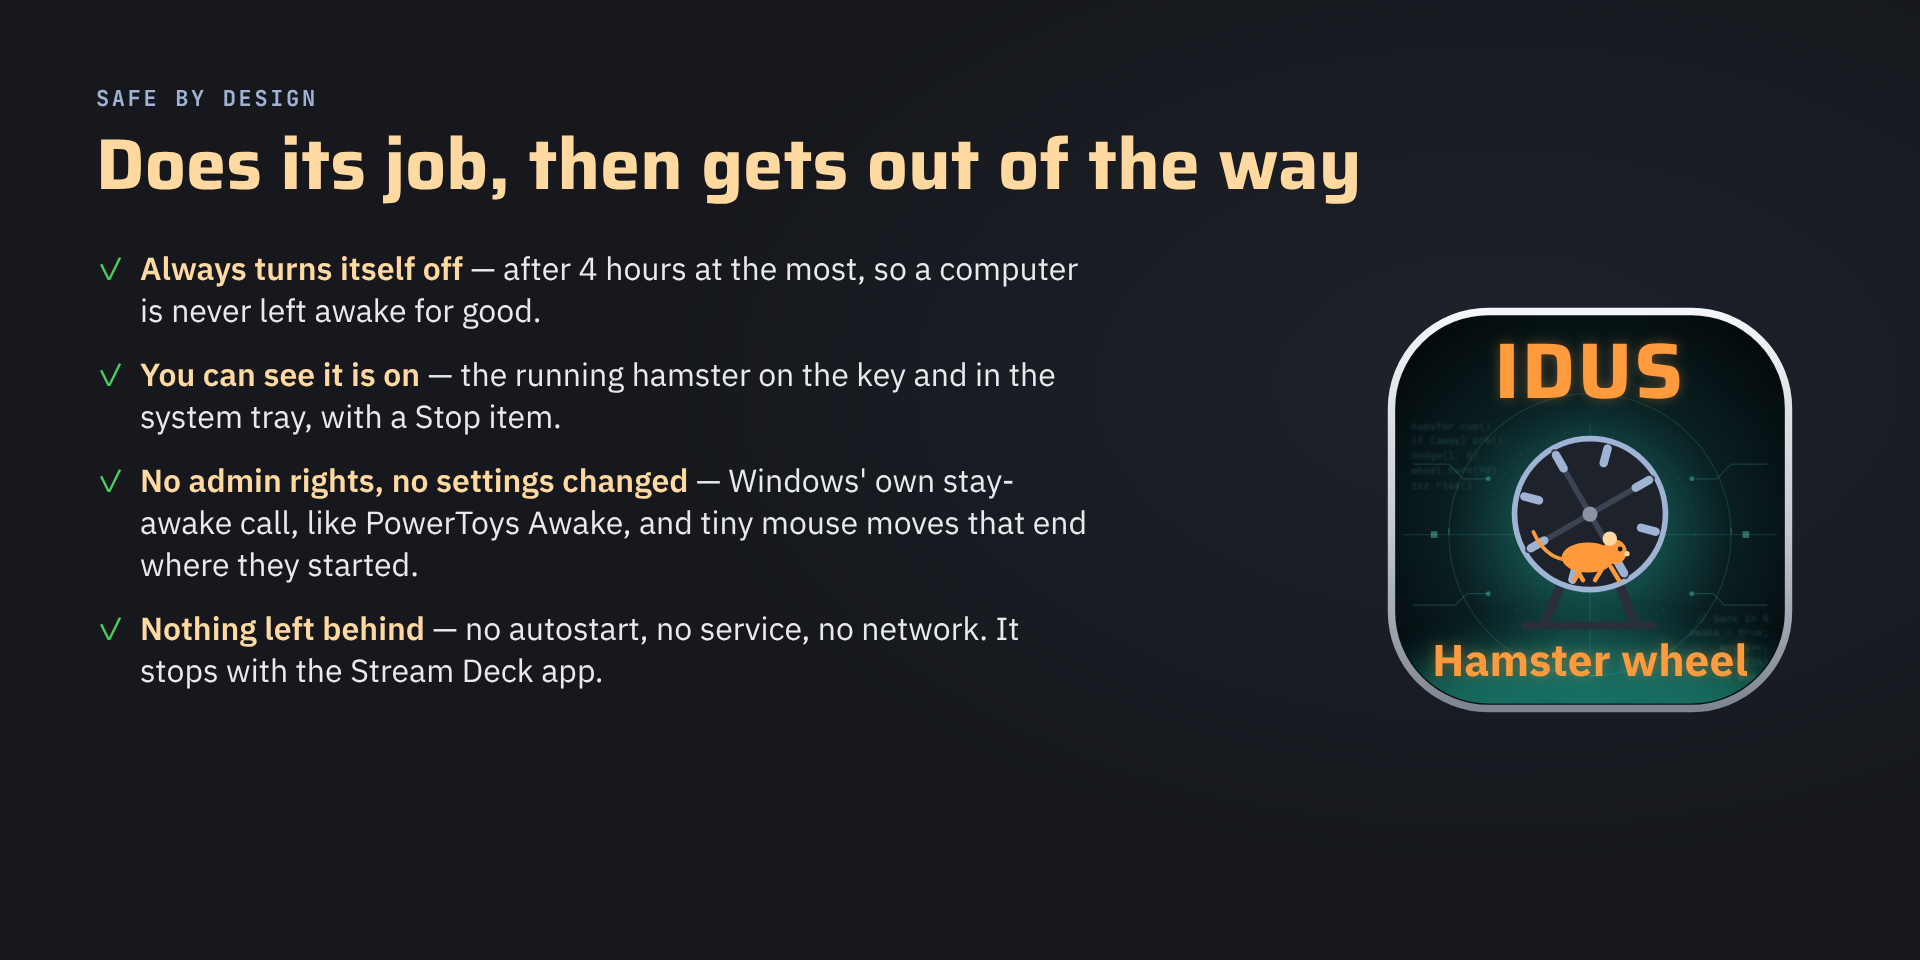 SAFE BY DESIGN
Does its job, then gets out of the way
✓ Always turns itself off — after 4 hours at the most, so a computer
is never left awake for good.
✓ You can see it is on — the running hamster on the key and in the
system tray, with a Stop item.
✓ No admin rights, no settings changed — Windows' own stay-
awake call, like PowerToys Awake, and tiny mouse moves that end
where they started.
✓ Nothing left behind — no autostart, no service, no network. It
stops with the Stream Deck app.
IDUS
hamster.run()
if (away)
Hamster wheel